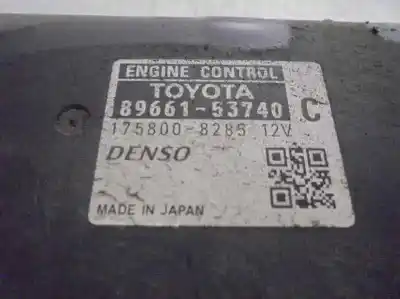 ENGINE CONTROL
TOYOTA
89661-53740 C
175800-8285 12V
DENSO
MADE IN JAPAN